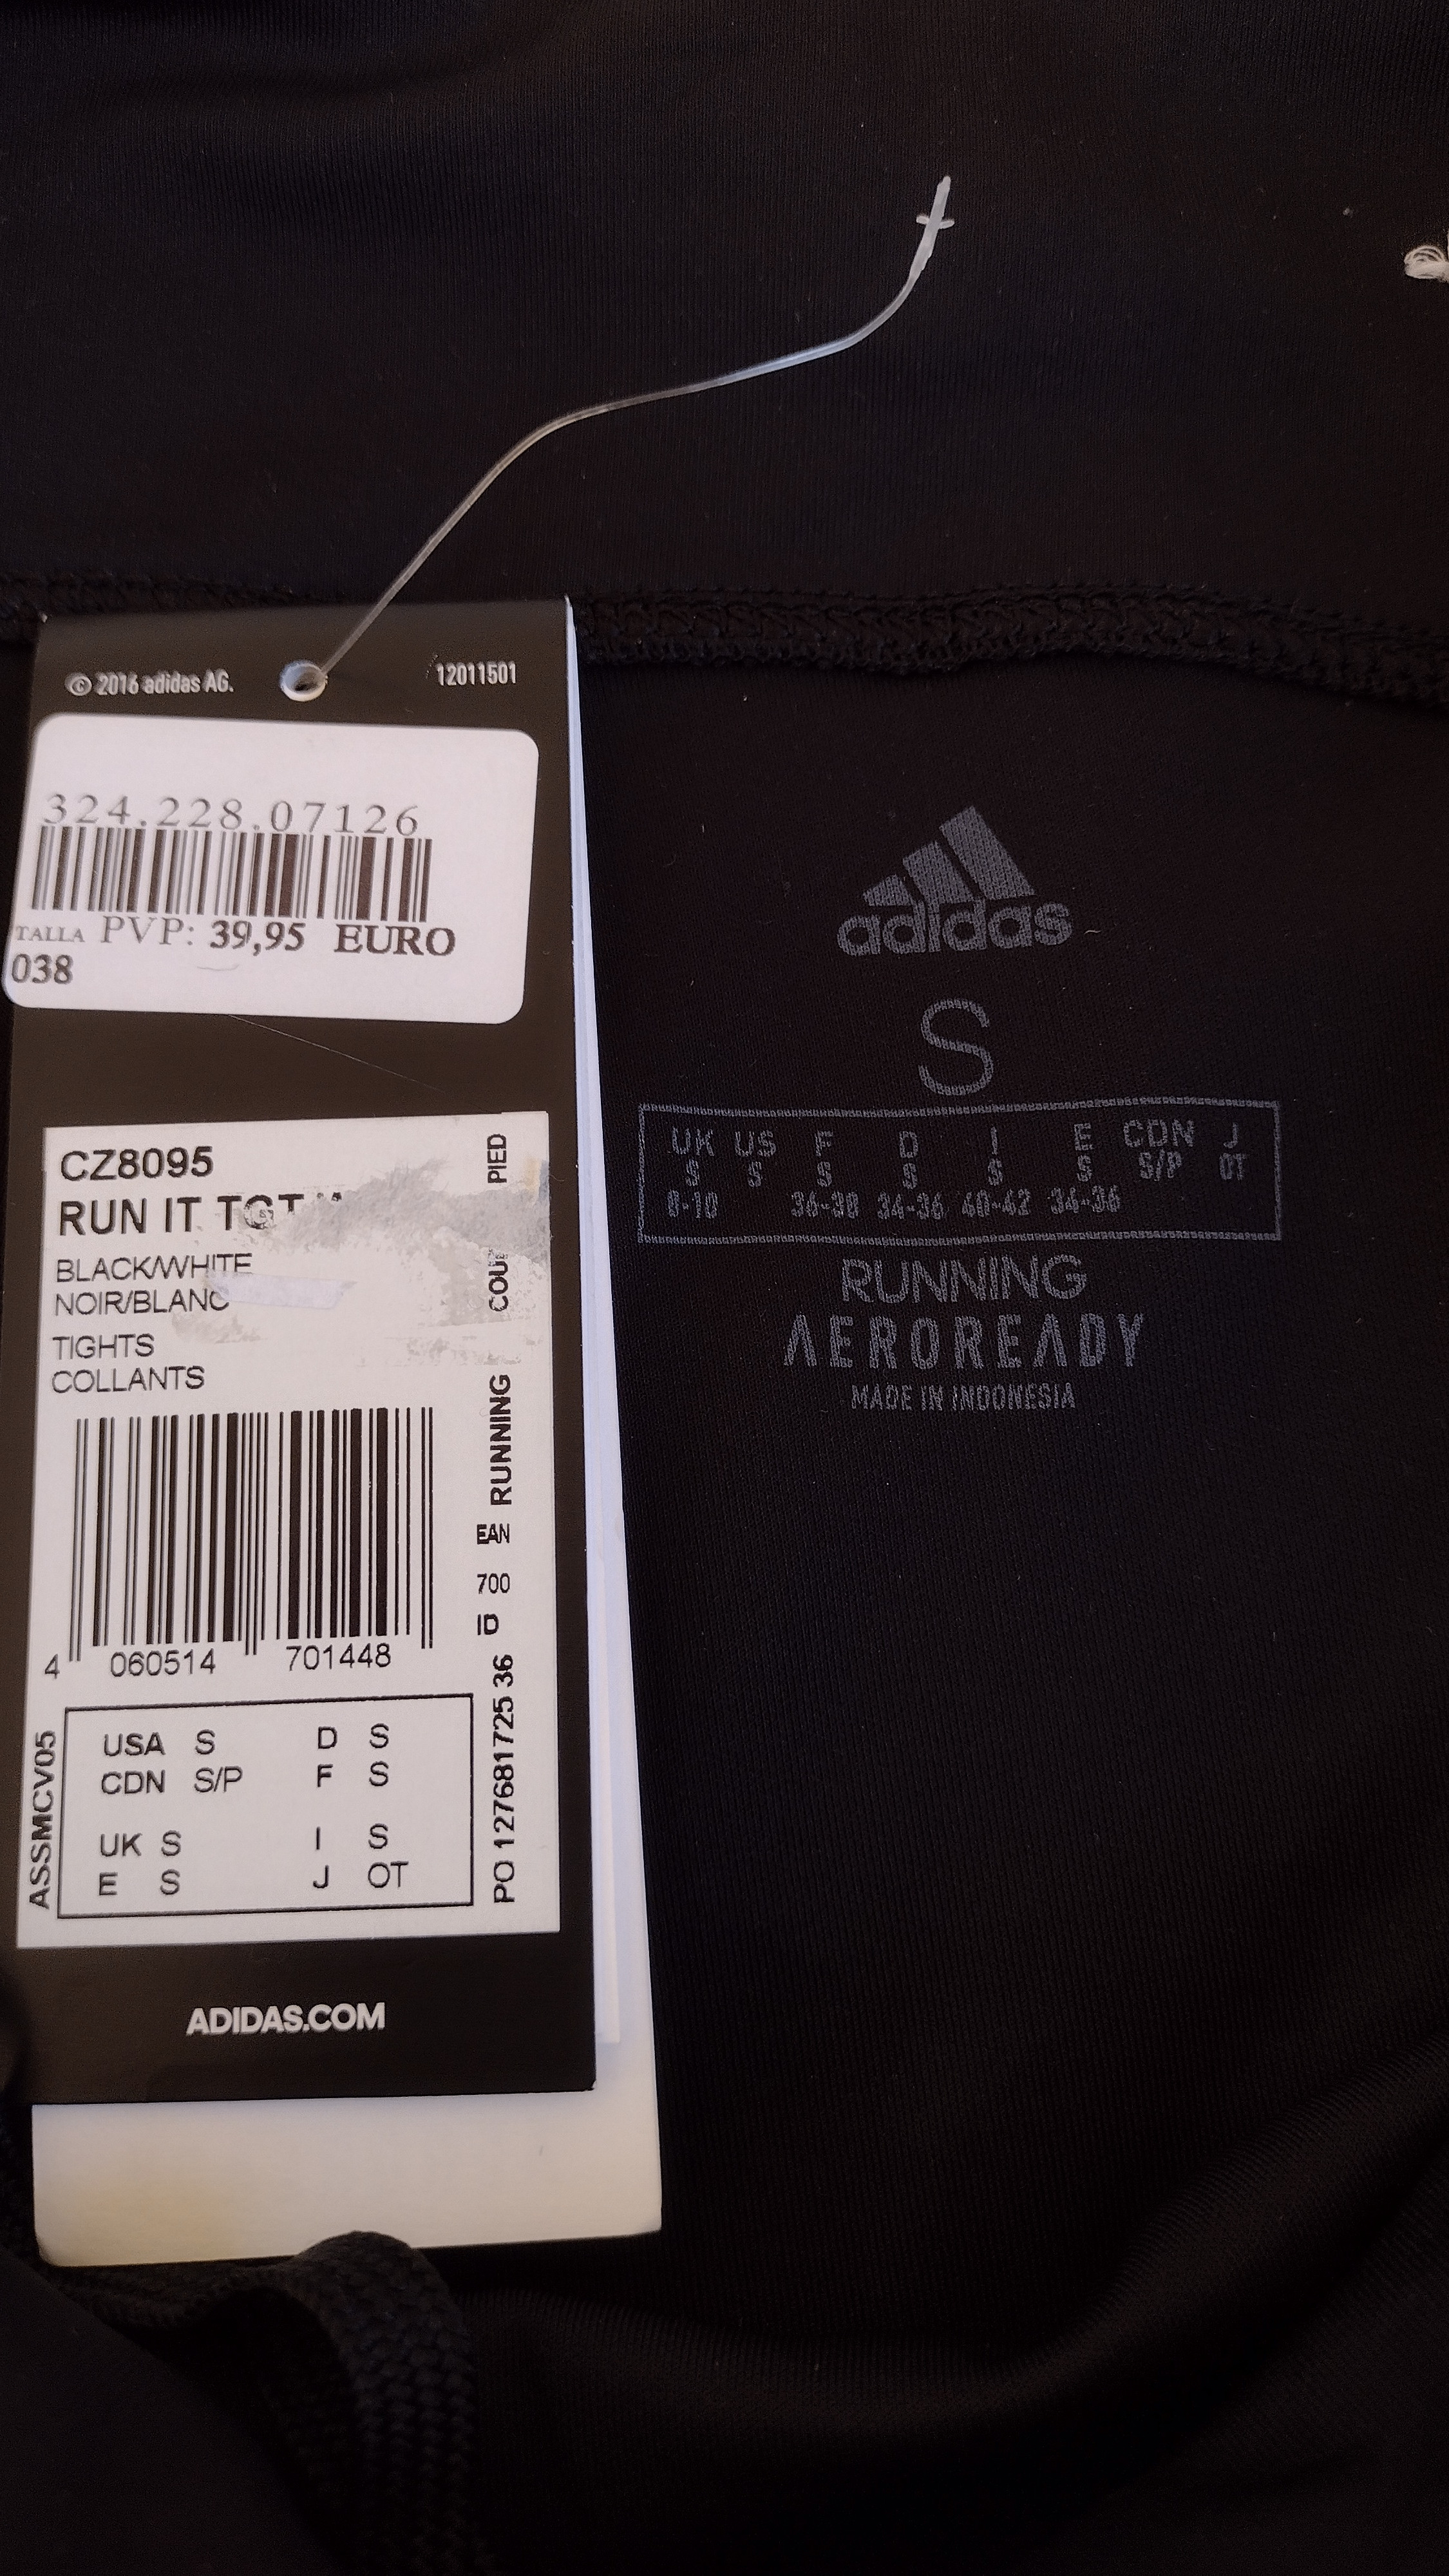 © 2016 adidas AG.
12011501
324.228.07126
TALLA PVP: 39,95 EURO
038
CZ8095
RUN IT TGT
BLACK/WHITE
NOIR/BLANC
TIGHTS
COLLANTS
4 060514 701448
PIED
RUNNING
EAN
700
ID
PO 127681725 36
ASSMCV05
USA S D S
CDN S/P F S
UK S I S
E S J OT
ADIDAS.COM
adidas
S
UK US F D I E CDN J
S S S S S S S/P OT
8-10 36-38 34-36 40-42 34-36
RUNNING
AEROREADY
MADE IN INDONESIA